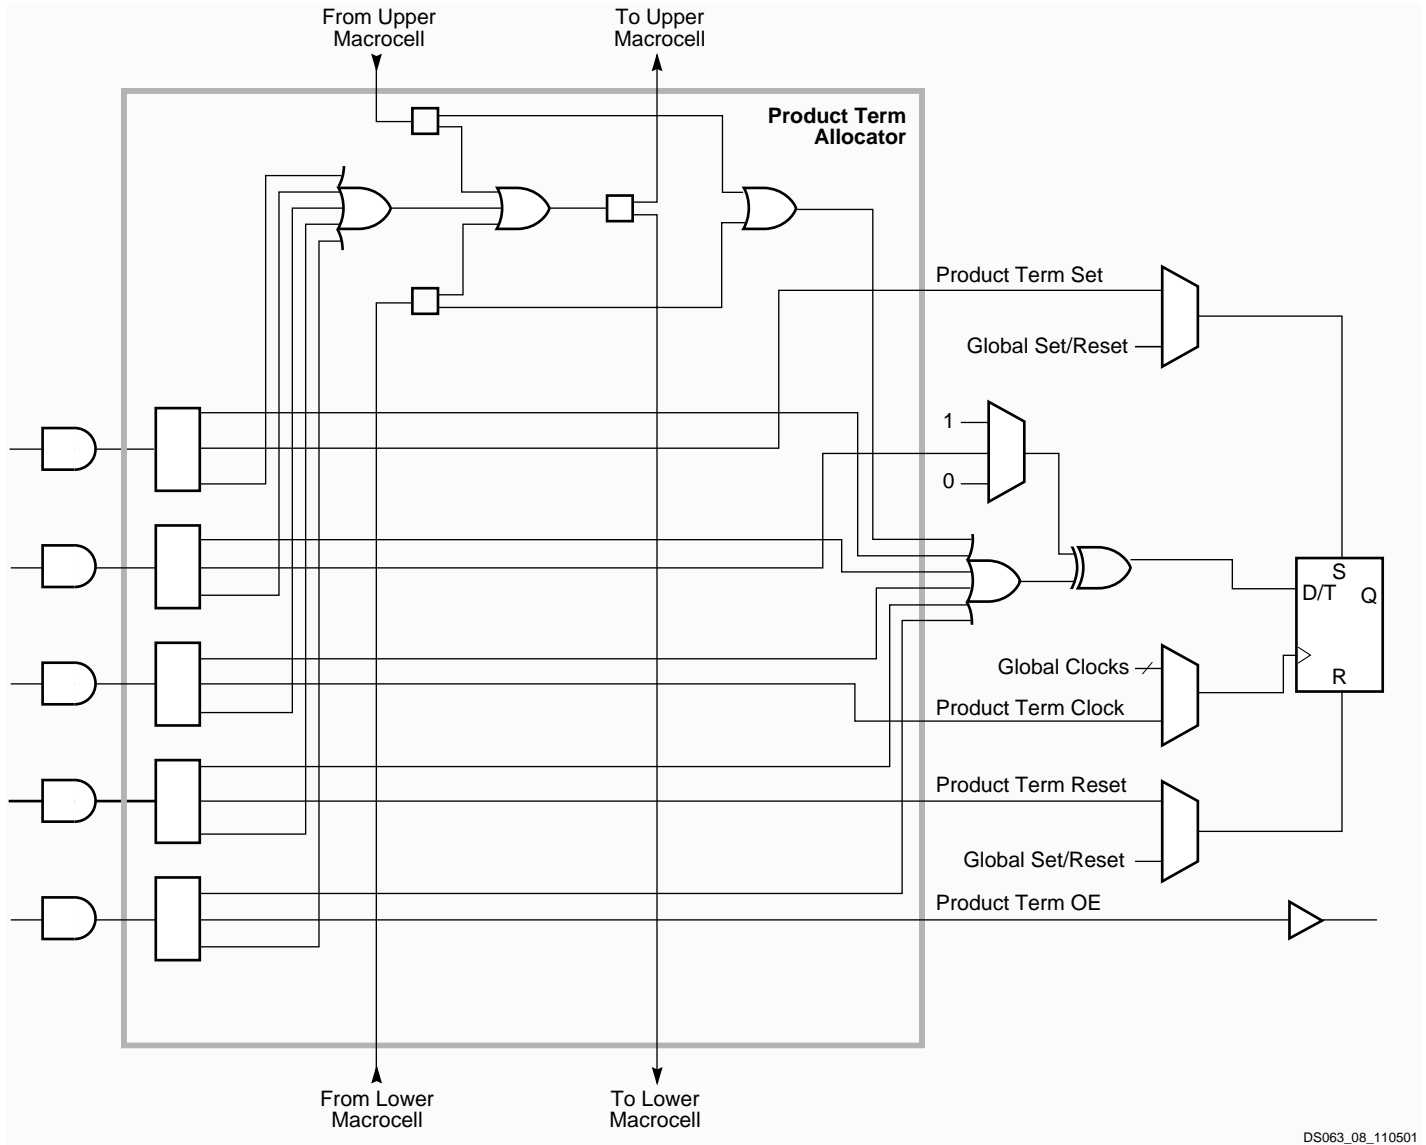 From Upper
Macrocell
To Upper
Macrocell
Product Term
Allocator
Product Term Set
Global Set/Reset
1
0
S
D/T
Q
R
Global Clocks
Product Term Clock
Product Term Reset
Global Set/Reset
Product Term OE
From Lower
Macrocell
To Lower
Macrocell
DS063_08_110501